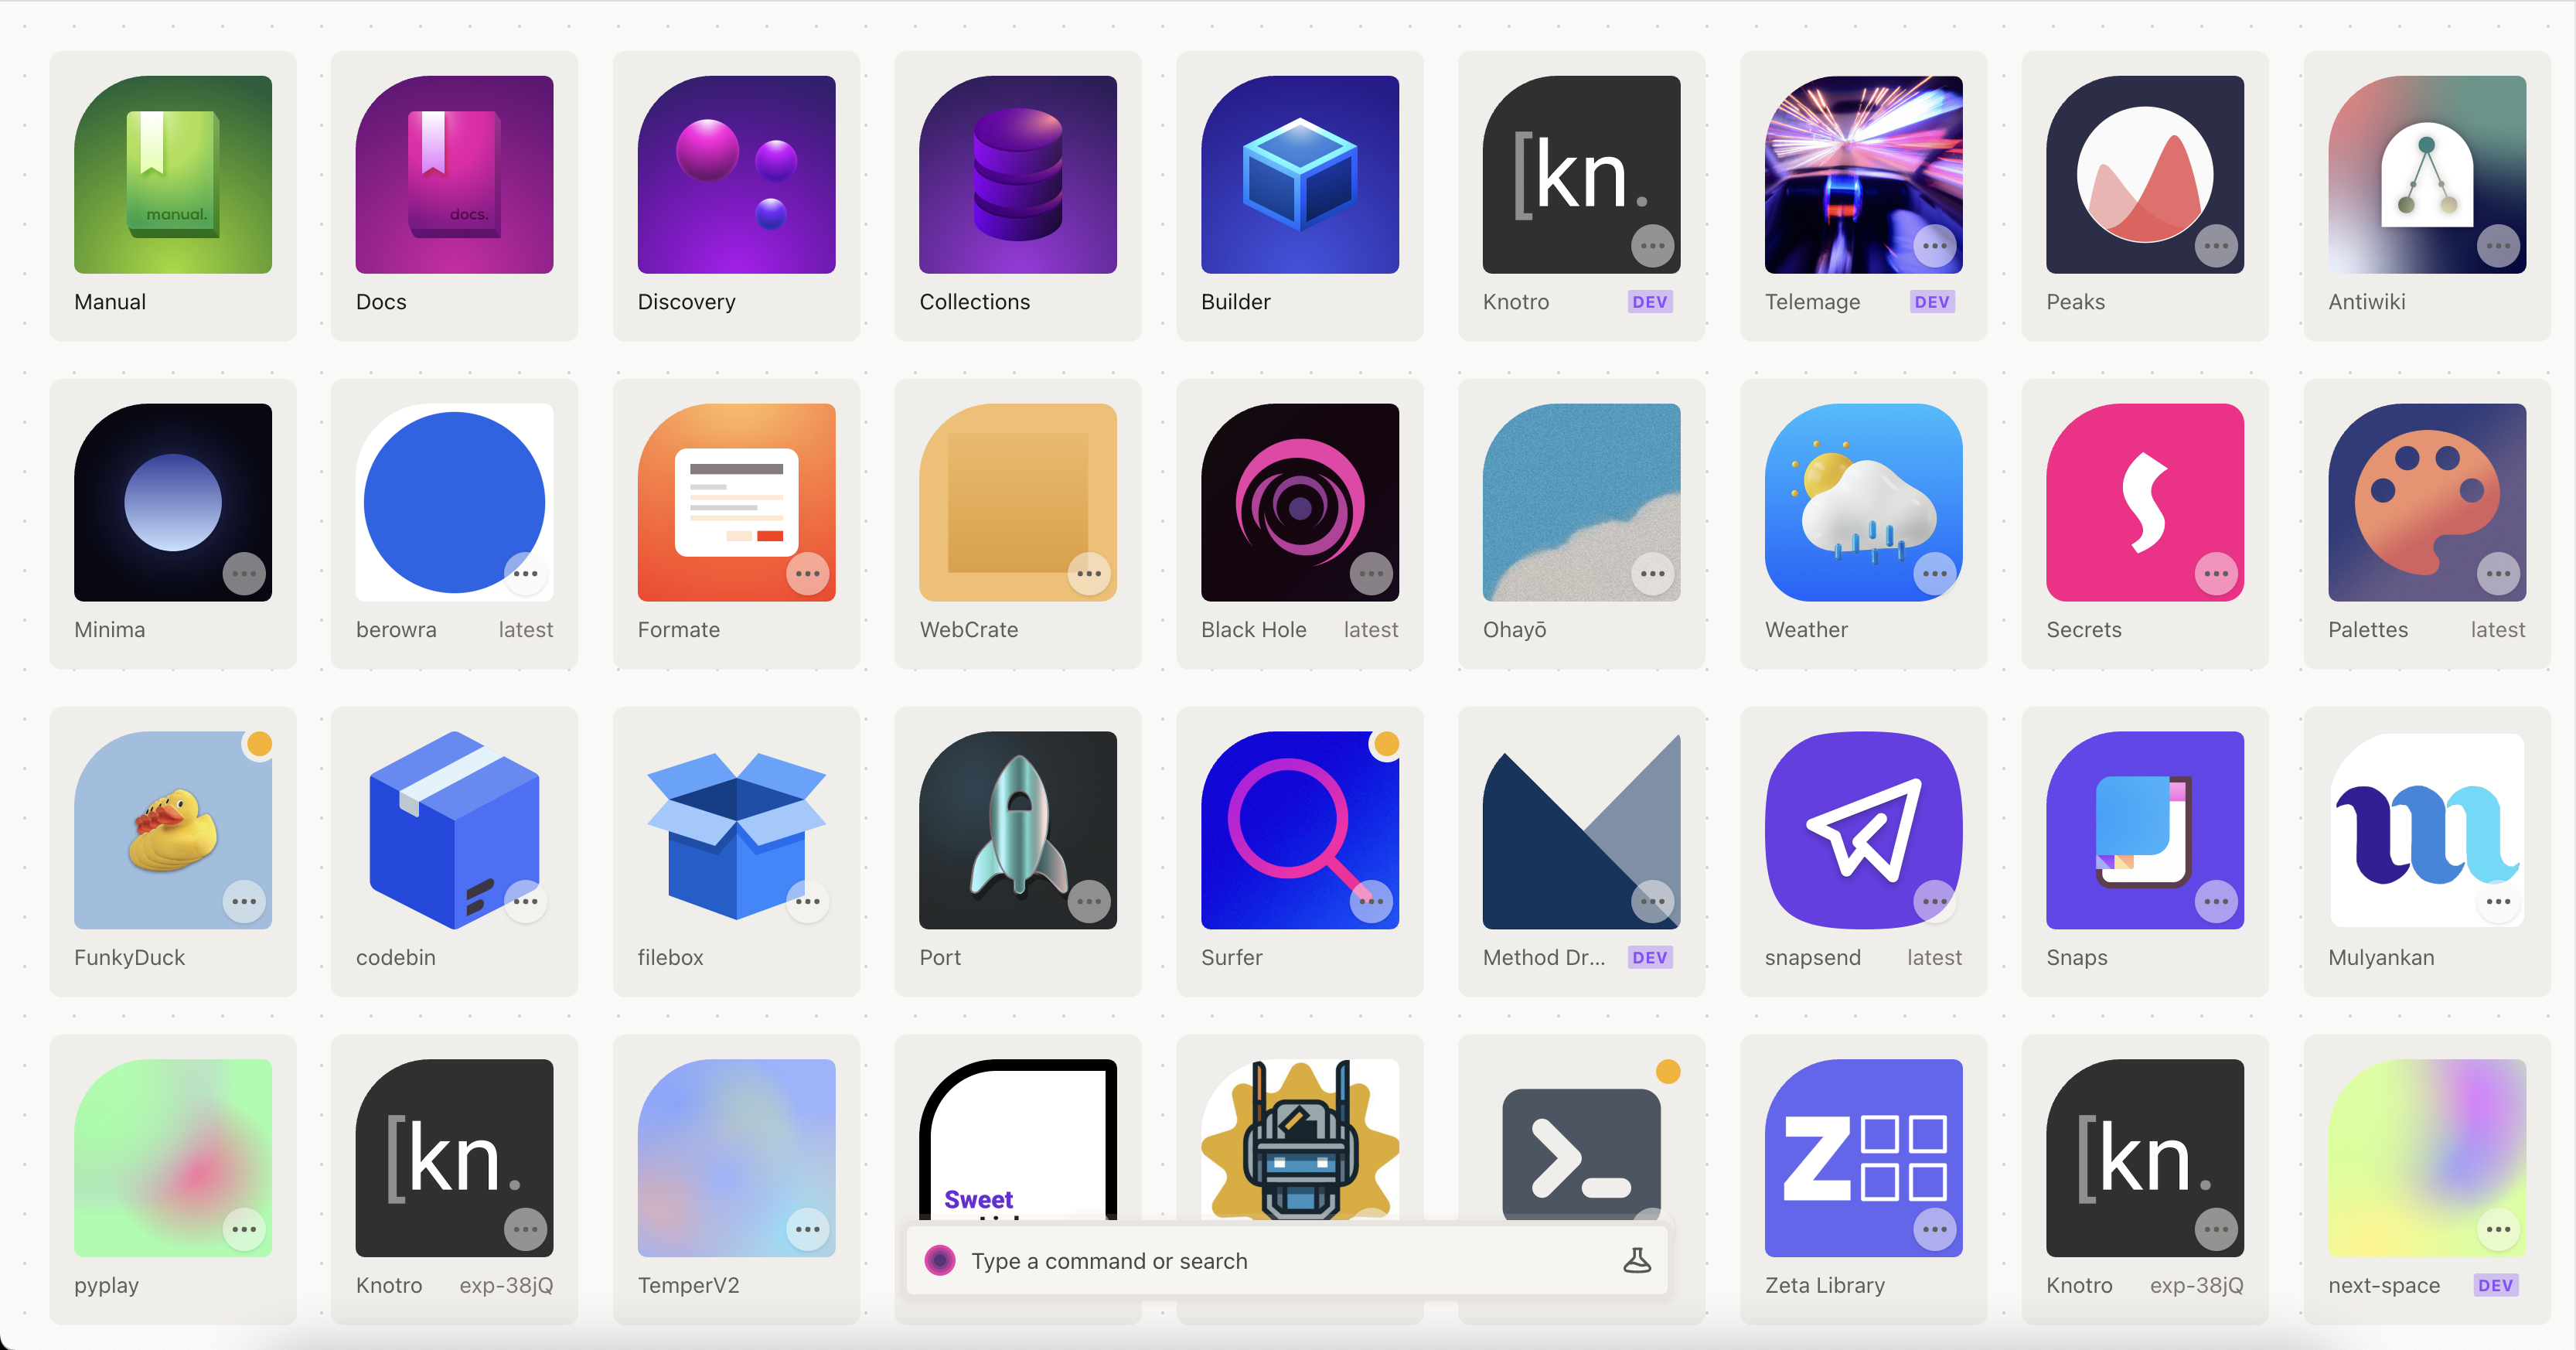 manual.
docs.
[kn.
Manual
Docs
Discovery
Collections
Builder
Knotro DEV
Telemage DEV
Peaks
Antiwiki
Minima
berowra latest
Formate
WebCrate
Black Hole latest
Ohayō
Weather
Secrets
Palettes latest
FunkyDuck
codebin
filebox
Port
Surfer
Method Dr... DEV
snapsend latest
Snaps
Mulyankan
[kn.
Sweet
Z
[kn.
pyplay
Knotro exp-38jQ
TemperV2
Type a command or search
Zeta Library
Knotro exp-38jQ
next-space DEV